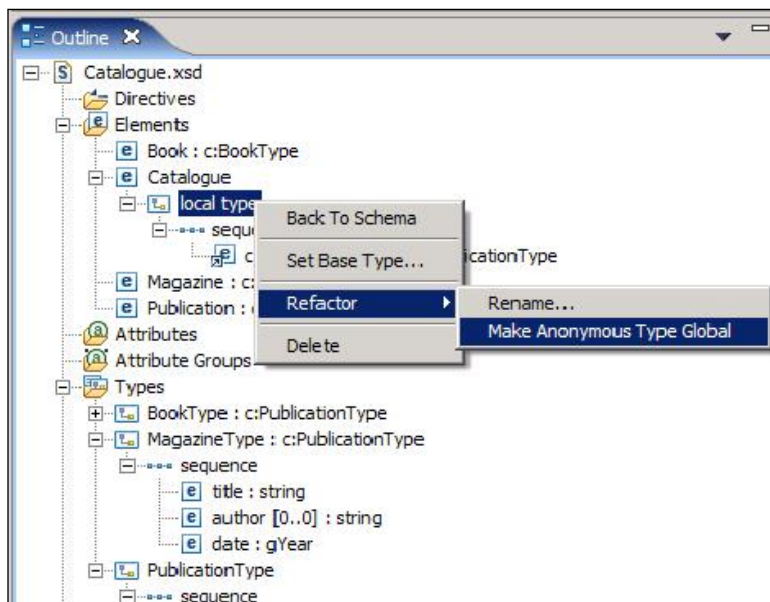 Outline
Catalogue.xsd
Directives
Elements
Book : c:BookType
Catalogue
local type
Back To Schema
sequ
Set Base Type...
c
icationType
Magazine : c:
Refactor
Rename...
Publication :
Make Anonymous Type Global
Attributes
Delete
Attribute Groups
Types
BookType : c:PublicationType
MagazineType : c:PublicationType
sequence
title : string
author [0..0] : string
date : gYear
PublicationType
sequence